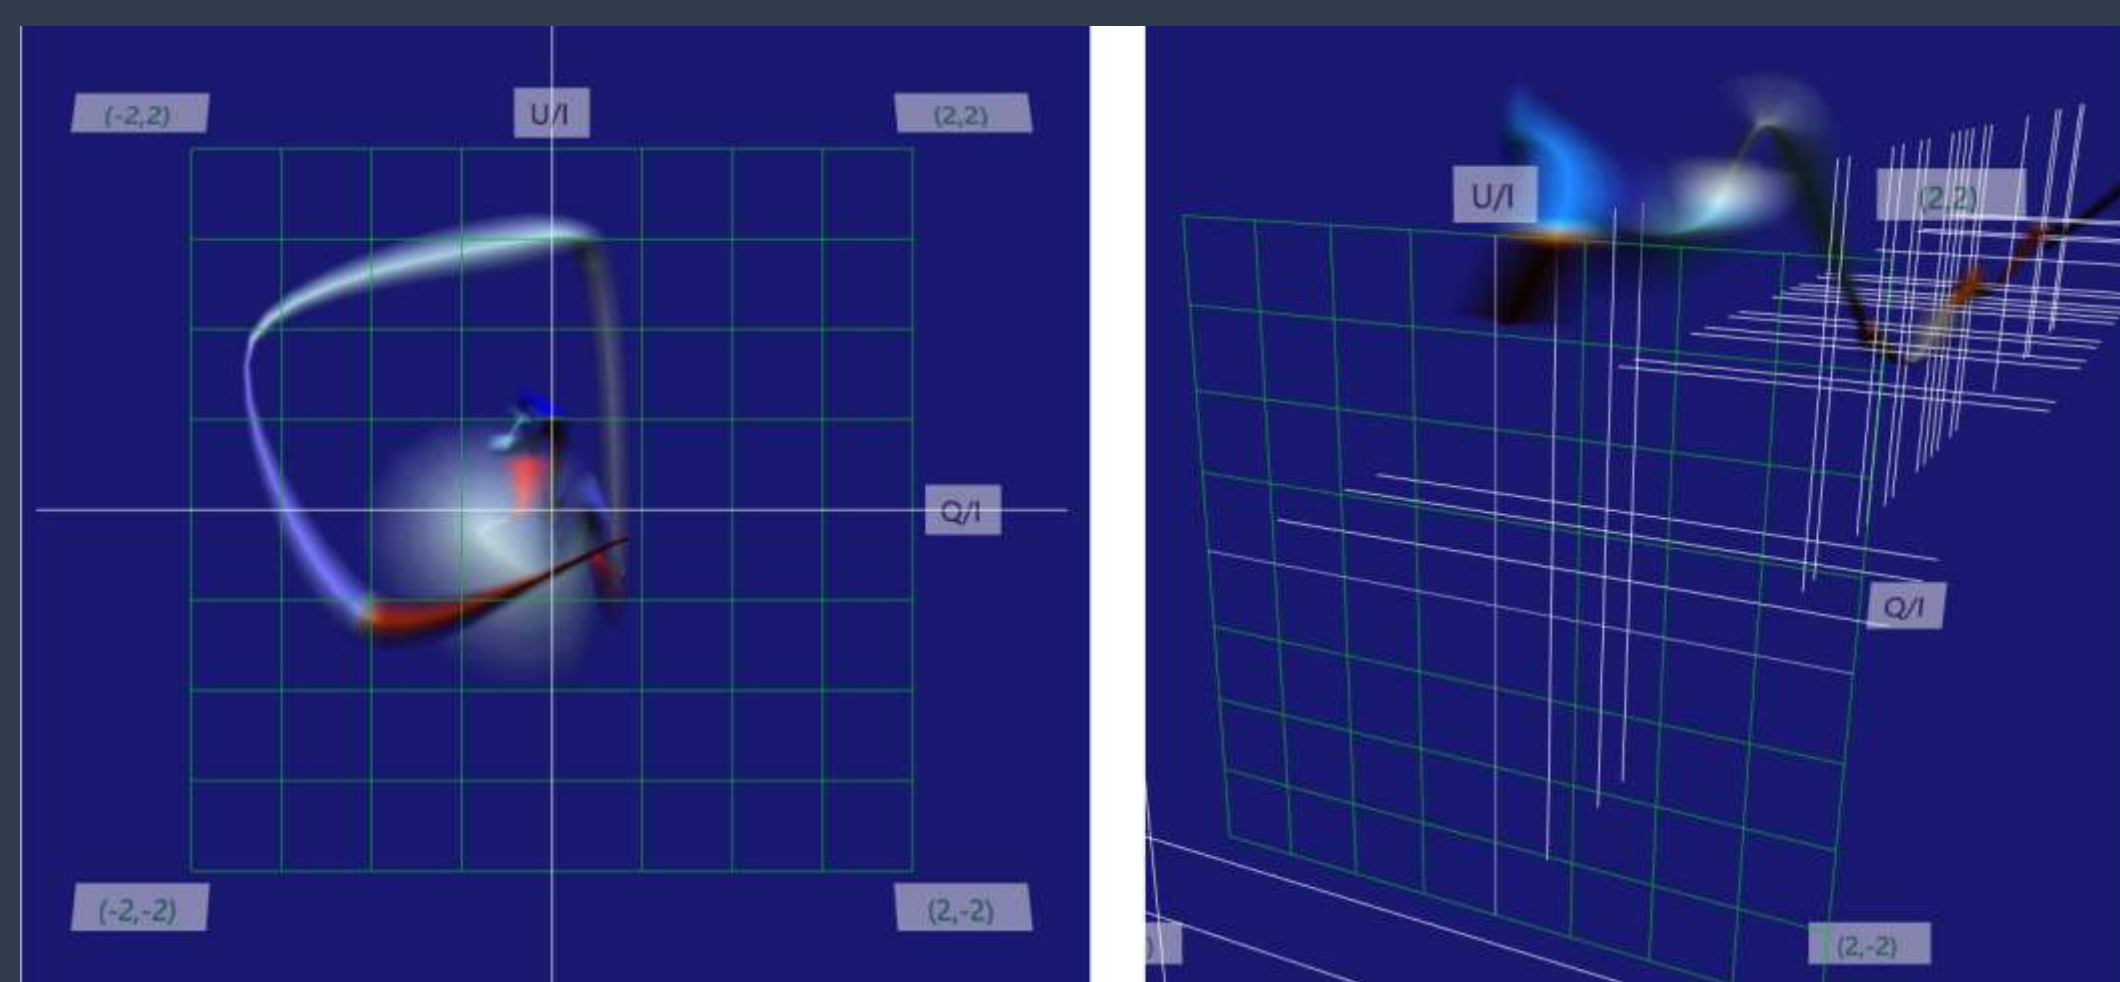 (-2,2)
U/I
(2,2)
Q/I
(-2,-2)
(2,-2)
U/I
(2,2)
Q/I
)
(2,-2)